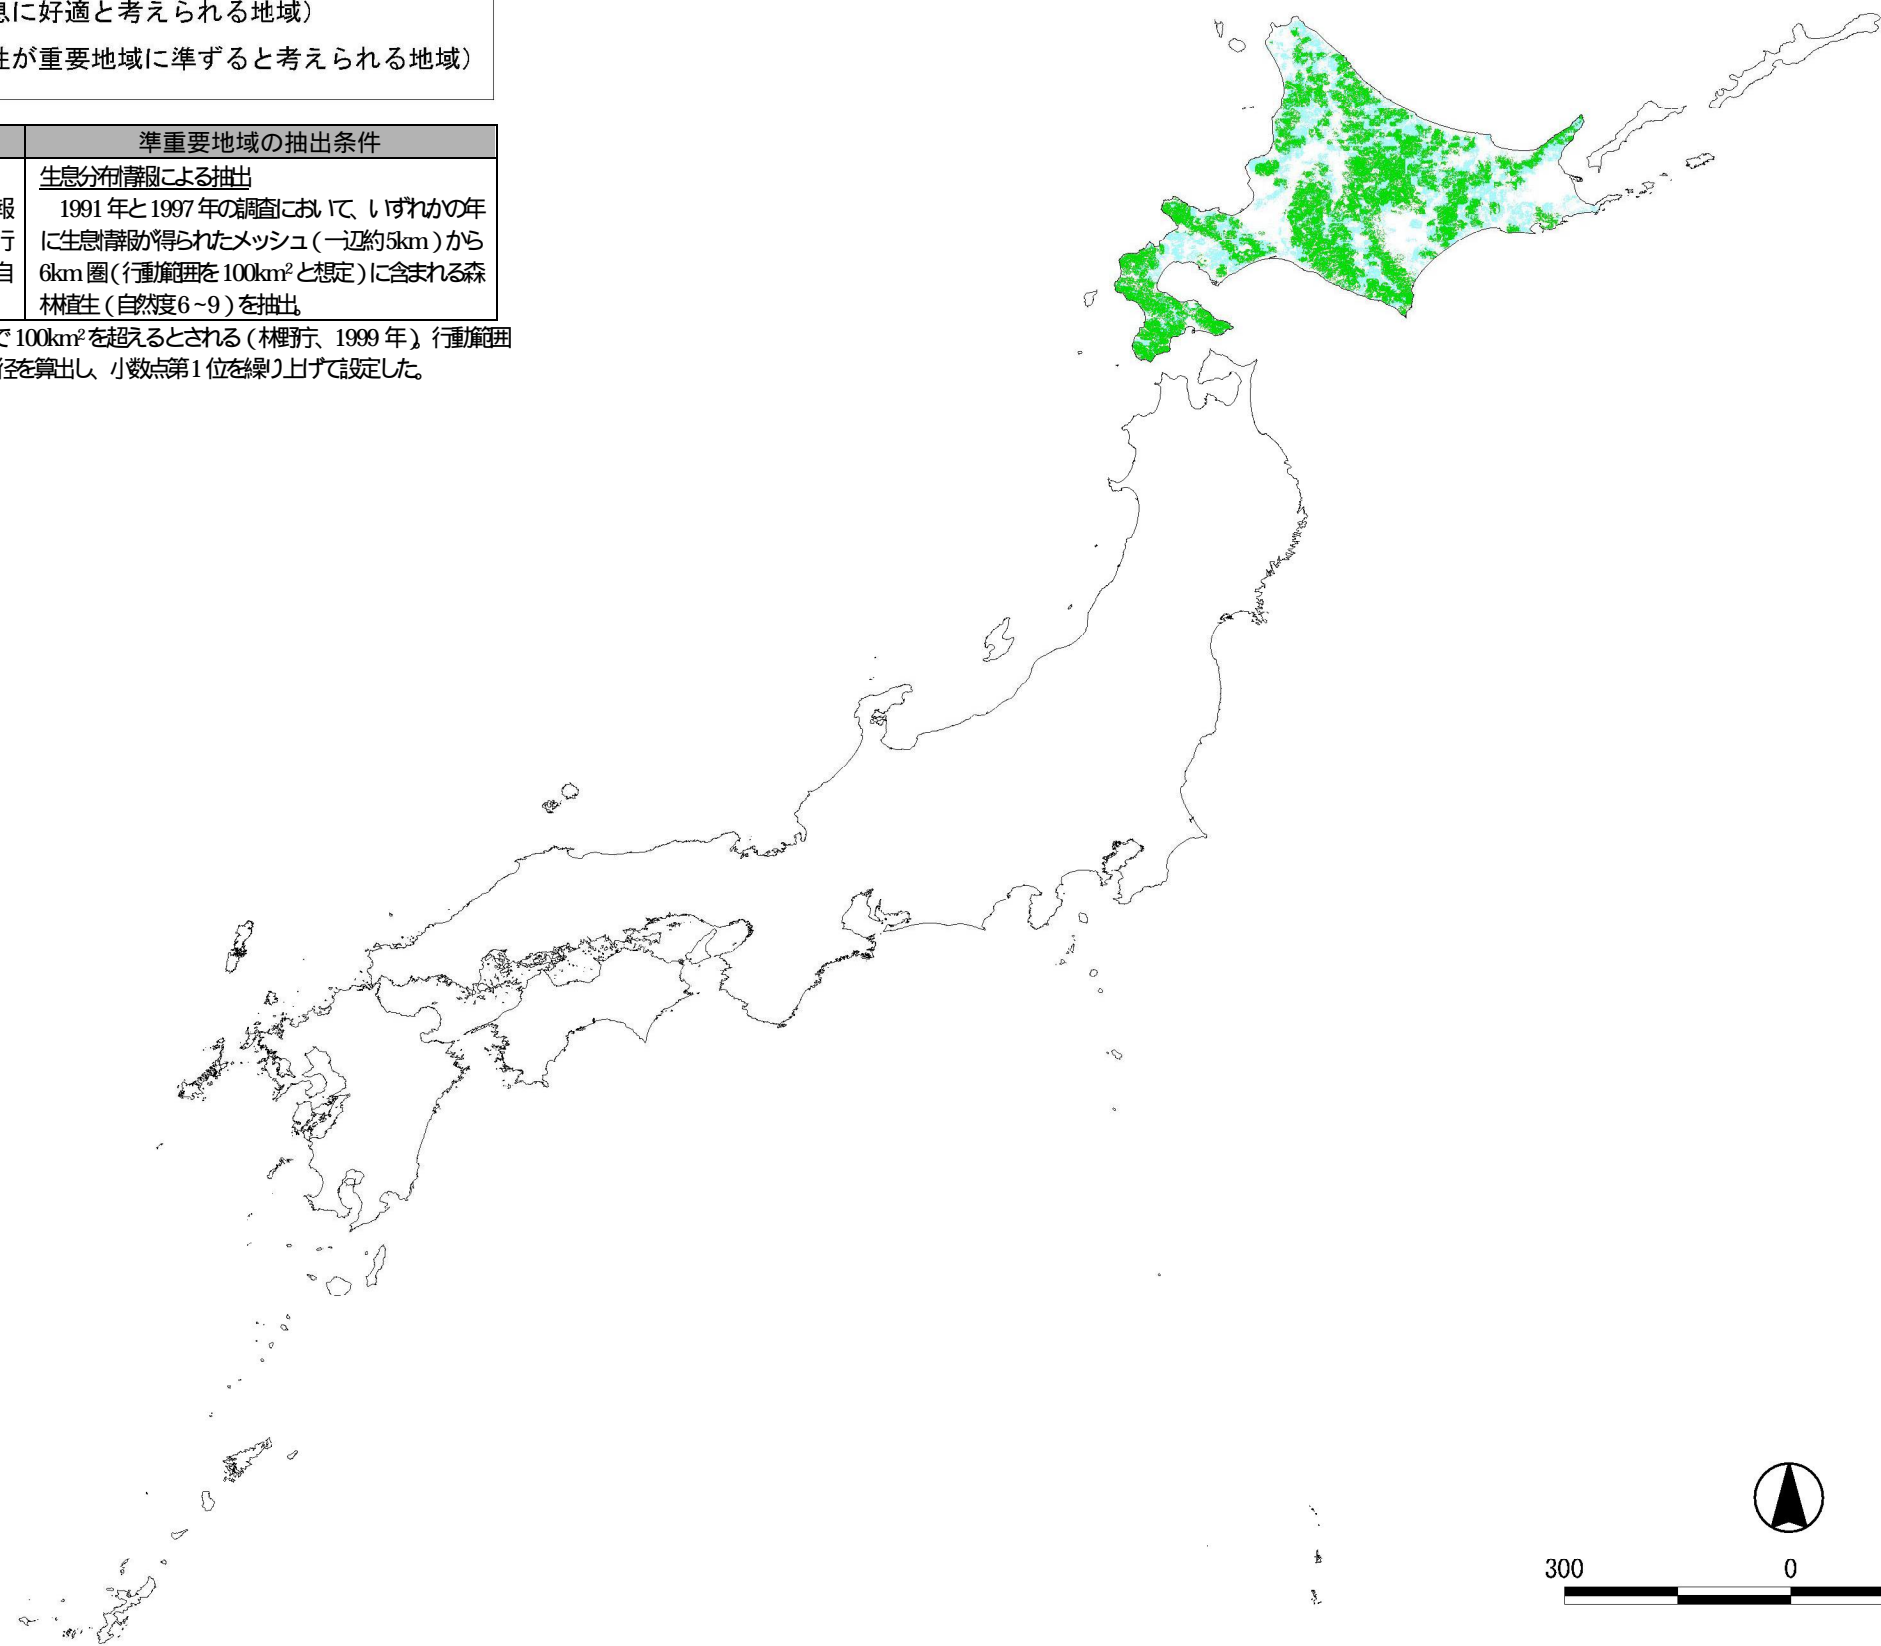 息に好適と考えられる地域）
性が重要地域に準ずると考えられる地域）
準重要地域の抽出条件
生息分布情報による抽出
報 1991年と1997年の調査において、いずれかの年
行 に生息情報が得られたメッシュ（一辺約5km）から
自 6km圏（行動範囲を100km²と想定）に含まれる森
林植生（自然度6~9）を抽出。
で100km²を超えるとされる（林野庁、1999年）。行動範囲
径を算出し、小数点第1位を繰り上げて設定した。
300 0